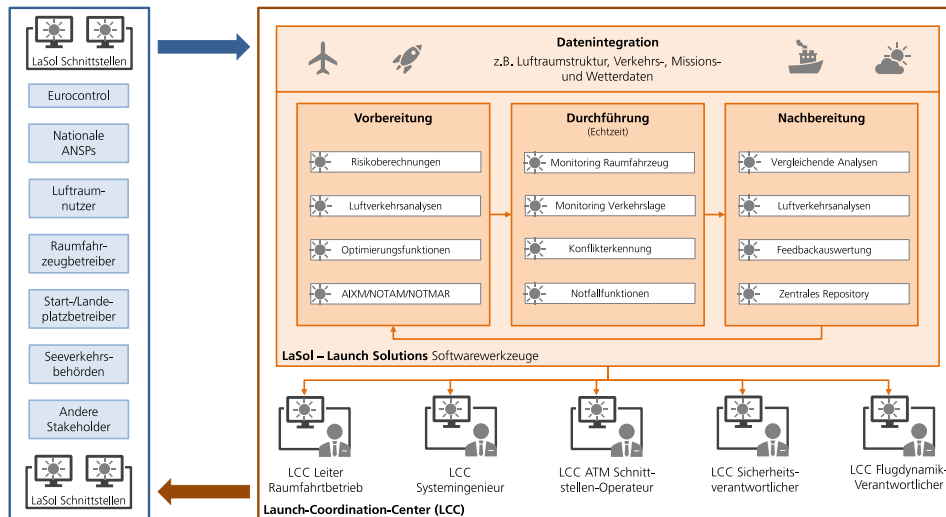 LaSol Schnittstellen
Eurocontrol
Nationale
ANSPs
Luftraum-
nutzer
Raumfahr-
zeugbetreiber
Start-/Lande-
platzbetreiber
Seeverkehrs-
behörden
Andere
Stakeholder
LaSol Schnittstellen
Datenintegration
z.B. Luftraumstruktur, Verkehrs-, Missions-
und Wetterdaten
Vorbereitung
Risikoberechnungen
Luftverkehrsanalysen
Optimierungsfunktionen
AIXM/NOTAM/NOTMAR
Durchführung
(Echtzeit)
Monitoring Raumfahrzeug
Monitoring Verkehrslage
Konflikterkennung
Notfallfunktionen
Nachbereitung
Vergleichende Analysen
Luftverkehrsanalysen
Feedbackauswertung
Zentrales Repository
LaSol – Launch Solutions Softwarewerkzeuge
LCC Leiter
Raumfahrtbetrieb
LCC
Systemingenieur
LCC ATM Schnitt-
stellen-Operateur
LCC Sicherheits-
verantwortlicher
LCC Flugdynamik-
Verantwortlicher
Launch-Coordination-Center (LCC)